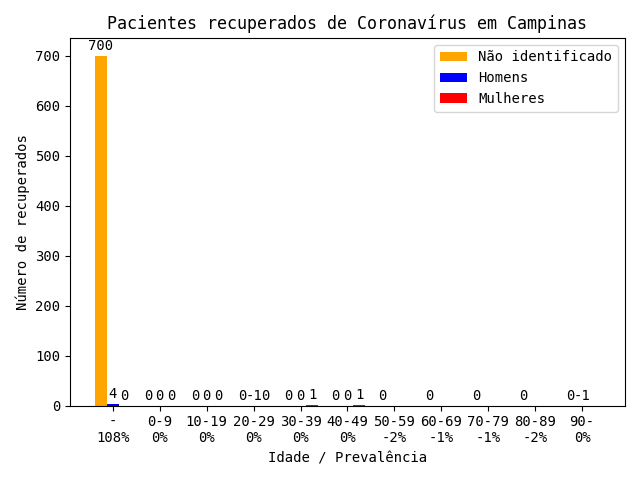 Pacientes recuperados de Coronavírus em Campinas
Número de recuperados
700
600
500
400
300
200
100
0
Não identificado
Homens
Mulheres
700
4 0 0 0 0 0 0 0 0-10 0 0 1 0 0 1 0 0 0 0 0-1
- 0-9 10-19 20-29 30-39 40-49 50-59 60-69 70-79 80-89 90-
108% 0% 0% 0% 0% 0% -2% -1% -1% -2% 0%
Idade / Prevalência